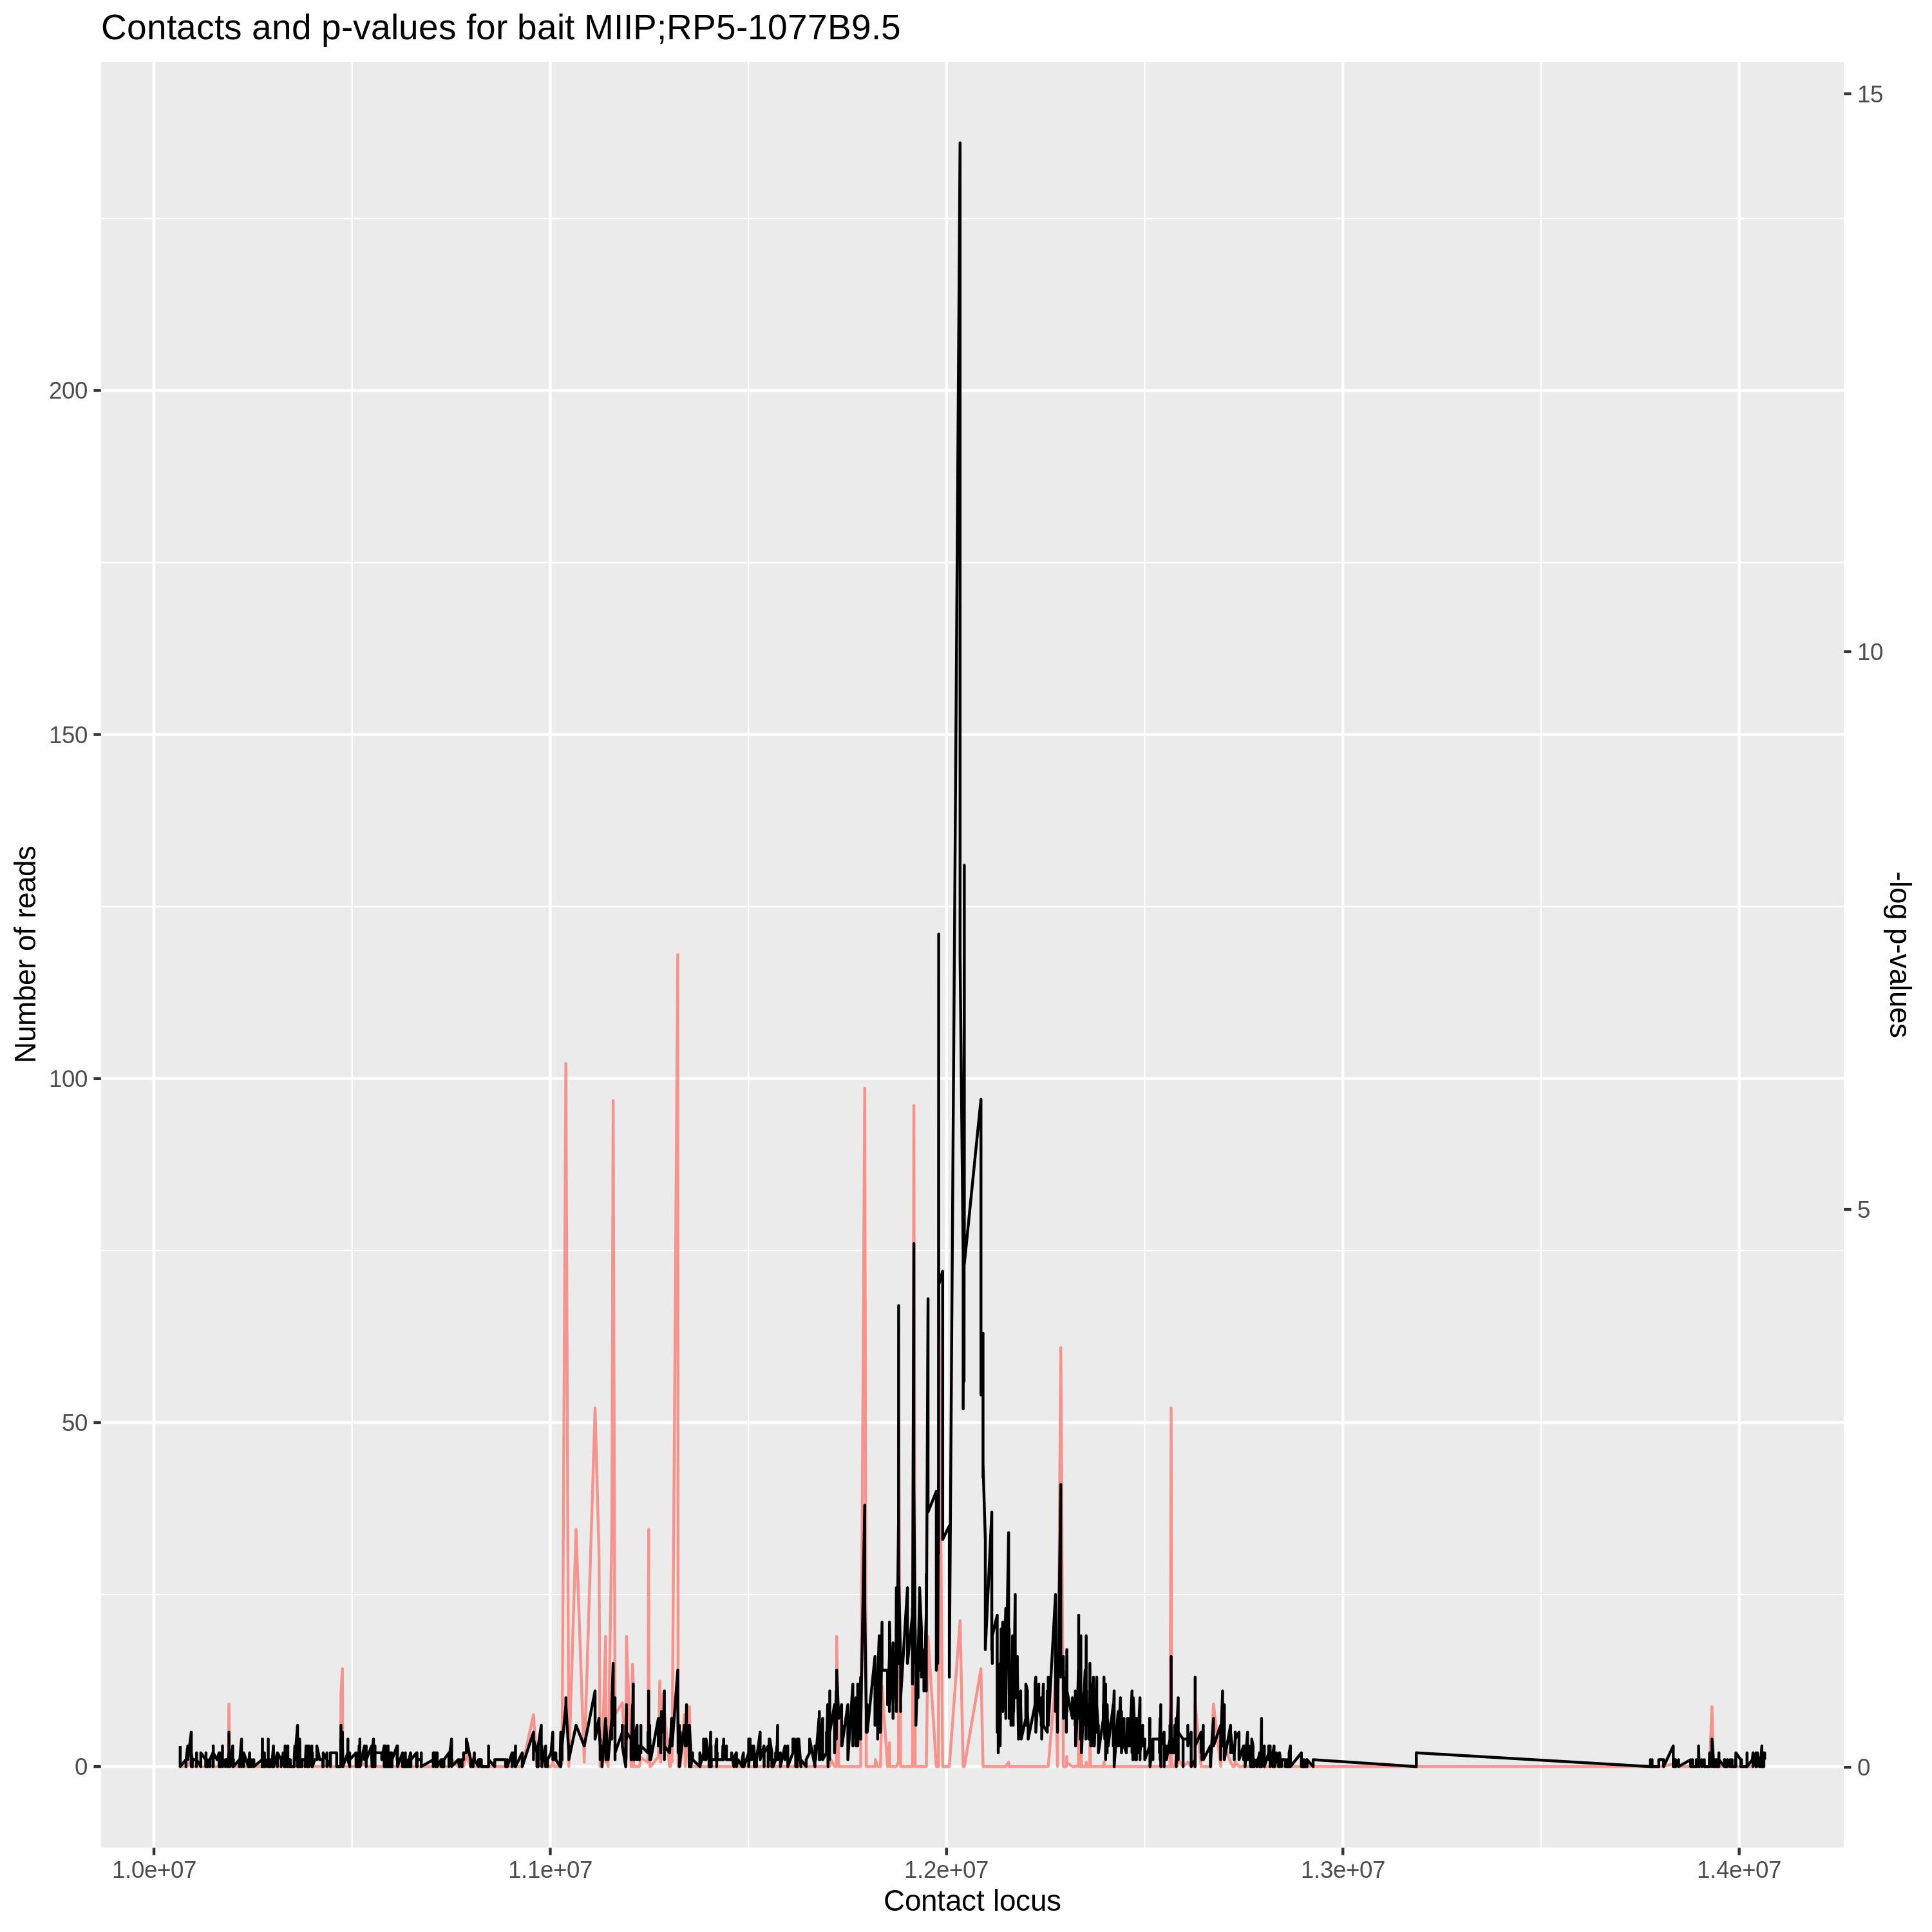 Contacts and p-values for bait MIIP;RP5-1077B9.5
Number of reads
200
150
100
50
0
15
10
5
0
-log p-values
1.0e+07
1.1e+07
1.2e+07
1.3e+07
1.4e+07
Contact locus